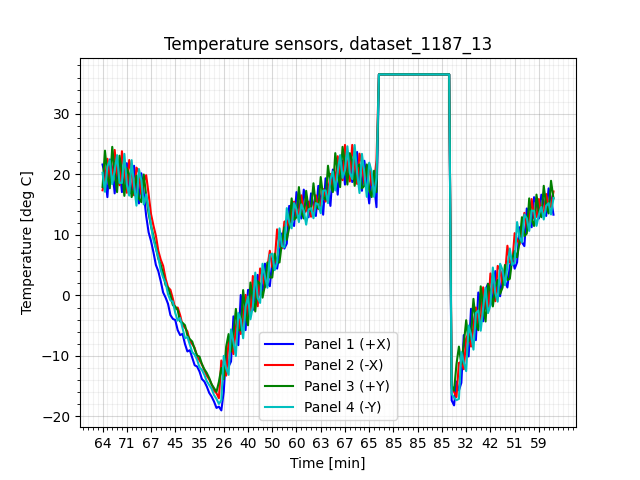 Temperature sensors, dataset_1187_13
Temperature [deg C]
30
20
10
0
−10
−20
Panel 1 (+X)
Panel 2 (-X)
Panel 3 (+Y)
Panel 4 (-Y)
64 71 67 45 35 26 40 50 60 63 67 65 85 85 85 32 42 51 59
Time [min]